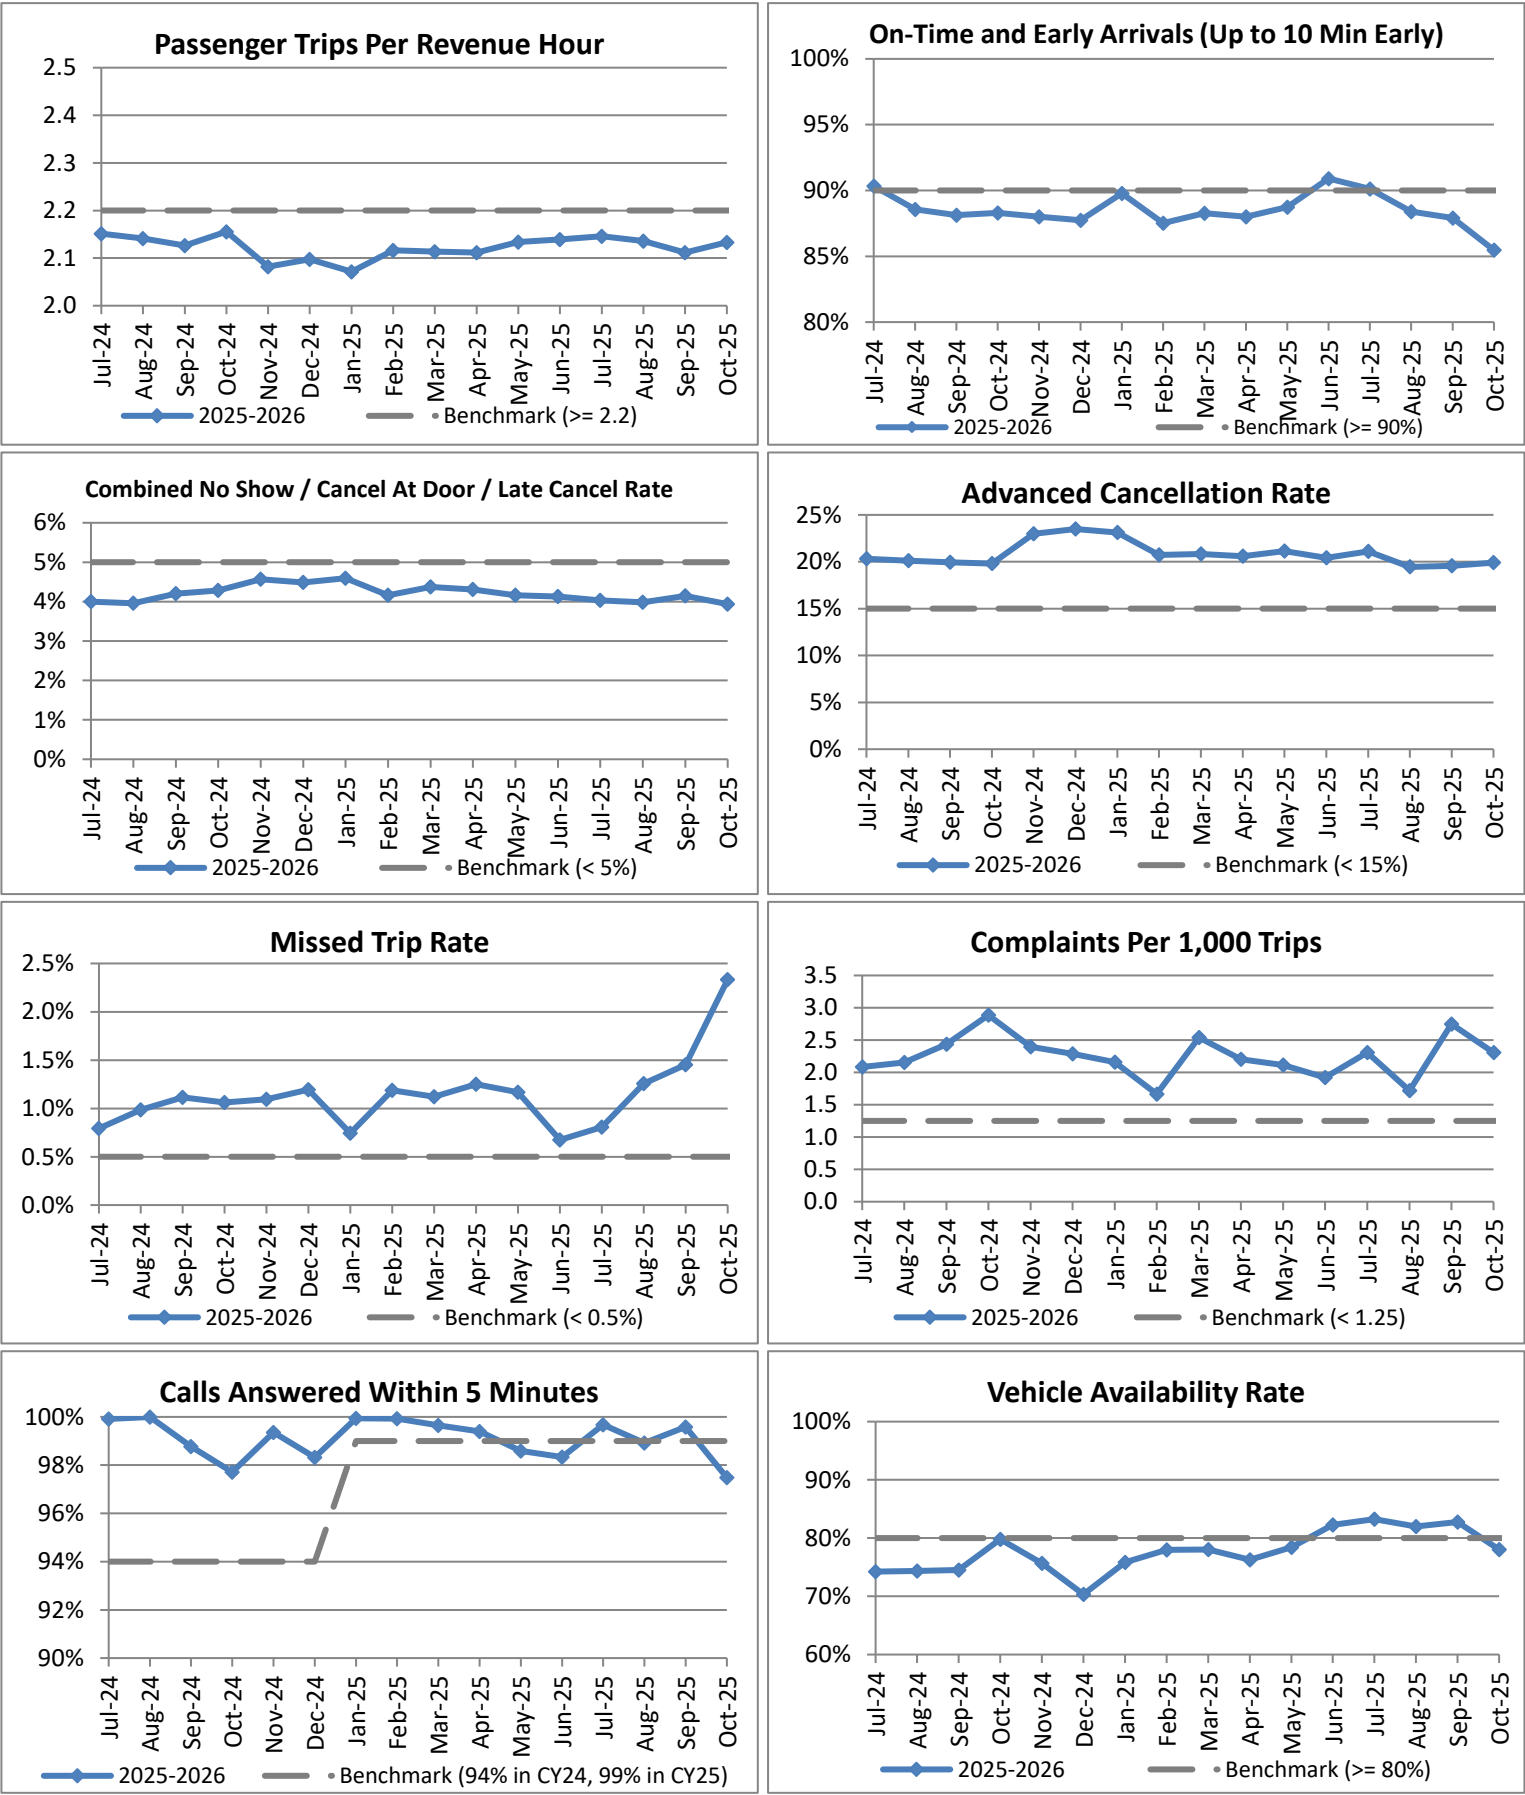 Passenger Trips Per Revenue Hour
2.5
2.4
2.3
2.2
2.1
2.0
Jul-24
Aug-24
Sep-24
Oct-24
Nov-24
Dec-24
Jan-25
Feb-25
Mar-25
Apr-25
May-25
Jun-25
Jul-25
Aug-25
Sep-25
Oct-25
2025-2026
Benchmark (>= 2.2)
On-Time and Early Arrivals (Up to 10 Min Early)
100%
95%
90%
85%
80%
Jul-24
Aug-24
Sep-24
Oct-24
Nov-24
Dec-24
Jan-25
Feb-25
Mar-25
Apr-25
May-25
Jun-25
Jul-25
Aug-25
Sep-25
Oct-25
2025-2026
Benchmark (>= 90%)
Combined No Show / Cancel At Door / Late Cancel Rate
6%
5%
4%
3%
2%
1%
0%
Jul-24
Aug-24
Sep-24
Oct-24
Nov-24
Dec-24
Jan-25
Feb-25
Mar-25
Apr-25
May-25
Jun-25
Jul-25
Aug-25
Sep-25
Oct-25
2025-2026
Benchmark (< 5%)
Advanced Cancellation Rate
25%
20%
15%
10%
5%
0%
Jul-24
Aug-24
Sep-24
Oct-24
Nov-24
Dec-24
Jan-25
Feb-25
Mar-25
Apr-25
May-25
Jun-25
Jul-25
Aug-25
Sep-25
Oct-25
2025-2026
Benchmark (< 15%)
Missed Trip Rate
2.5%
2.0%
1.5%
1.0%
0.5%
0.0%
Jul-24
Aug-24
Sep-24
Oct-24
Nov-24
Dec-24
Jan-25
Feb-25
Mar-25
Apr-25
May-25
Jun-25
Jul-25
Aug-25
Sep-25
Oct-25
2025-2026
Benchmark (< 0.5%)
Complaints Per 1,000 Trips
3.5
3.0
2.5
2.0
1.5
1.0
0.5
0.0
Jul-24
Aug-24
Sep-24
Oct-24
Nov-24
Dec-24
Jan-25
Feb-25
Mar-25
Apr-25
May-25
Jun-25
Jul-25
Aug-25
Sep-25
Oct-25
2025-2026
Benchmark (< 1.25)
Calls Answered Within 5 Minutes
100%
98%
96%
94%
92%
90%
Jul-24
Aug-24
Sep-24
Oct-24
Nov-24
Dec-24
Jan-25
Feb-25
Mar-25
Apr-25
May-25
Jun-25
Jul-25
Aug-25
Sep-25
Oct-25
2025-2026
Benchmark (94% in CY24, 99% in CY25)
Vehicle Availability Rate
100%
90%
80%
70%
60%
Jul-24
Aug-24
Sep-24
Oct-24
Nov-24
Dec-24
Jan-25
Feb-25
Mar-25
Apr-25
May-25
Jun-25
Jul-25
Aug-25
Sep-25
Oct-25
2025-2026
Benchmark (>= 80%)